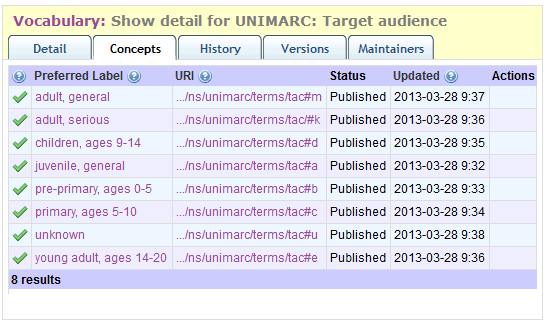 Vocabulary: Show detail for UNIMARC: Target audience
Detail Concepts History Versions Maintainers
? Preferred Label ? URI ? Status Updated ? Actions
adult, general .../ns/unimarc/terms/tac#m Published 2013-03-28 9:37
adult, serious .../ns/unimarc/terms/tac/#k Published 2013-03-28 9:36
children, ages 9-14 .../ns/unimarc/terms/tac#d Published 2013-03-28 9:35
juvenile, general .../ns/unimarc/terms/tac#a Published 2013-03-28 9:32
pre-primary, ages 0-5 .../ns/unimarc/terms/tac#b Published 2013-03-28 9:33
primary, ages 5-10 .../ns/unimarc/terms/tac#c Published 2013-03-28 9:34
unknown .../ns/unimarc/terms/tac#u Published 2013-03-28 9:38
young adult, ages 14-20 .../ns/unimarc/terms/tac#e Published 2013-03-28 9:36
8 results